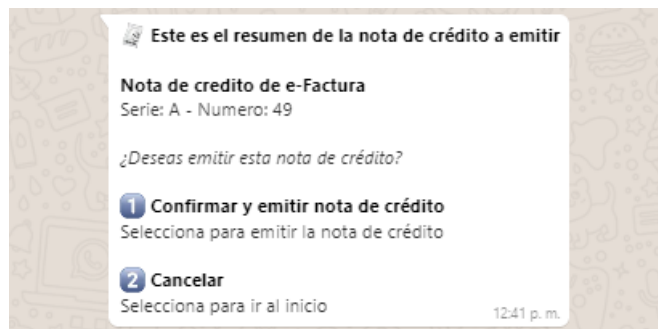 Este es el resumen de la nota de crédito a emitir
Nota de credito de e-Factura
Serie: A - Numero: 49
¿Deseas emitir esta nota de crédito?
1 Confirmar y emitir nota de crédito
Selecciona para emitir la nota de crédito
2 Cancelar
Selecciona para ir al inicio
12:41 p. m.